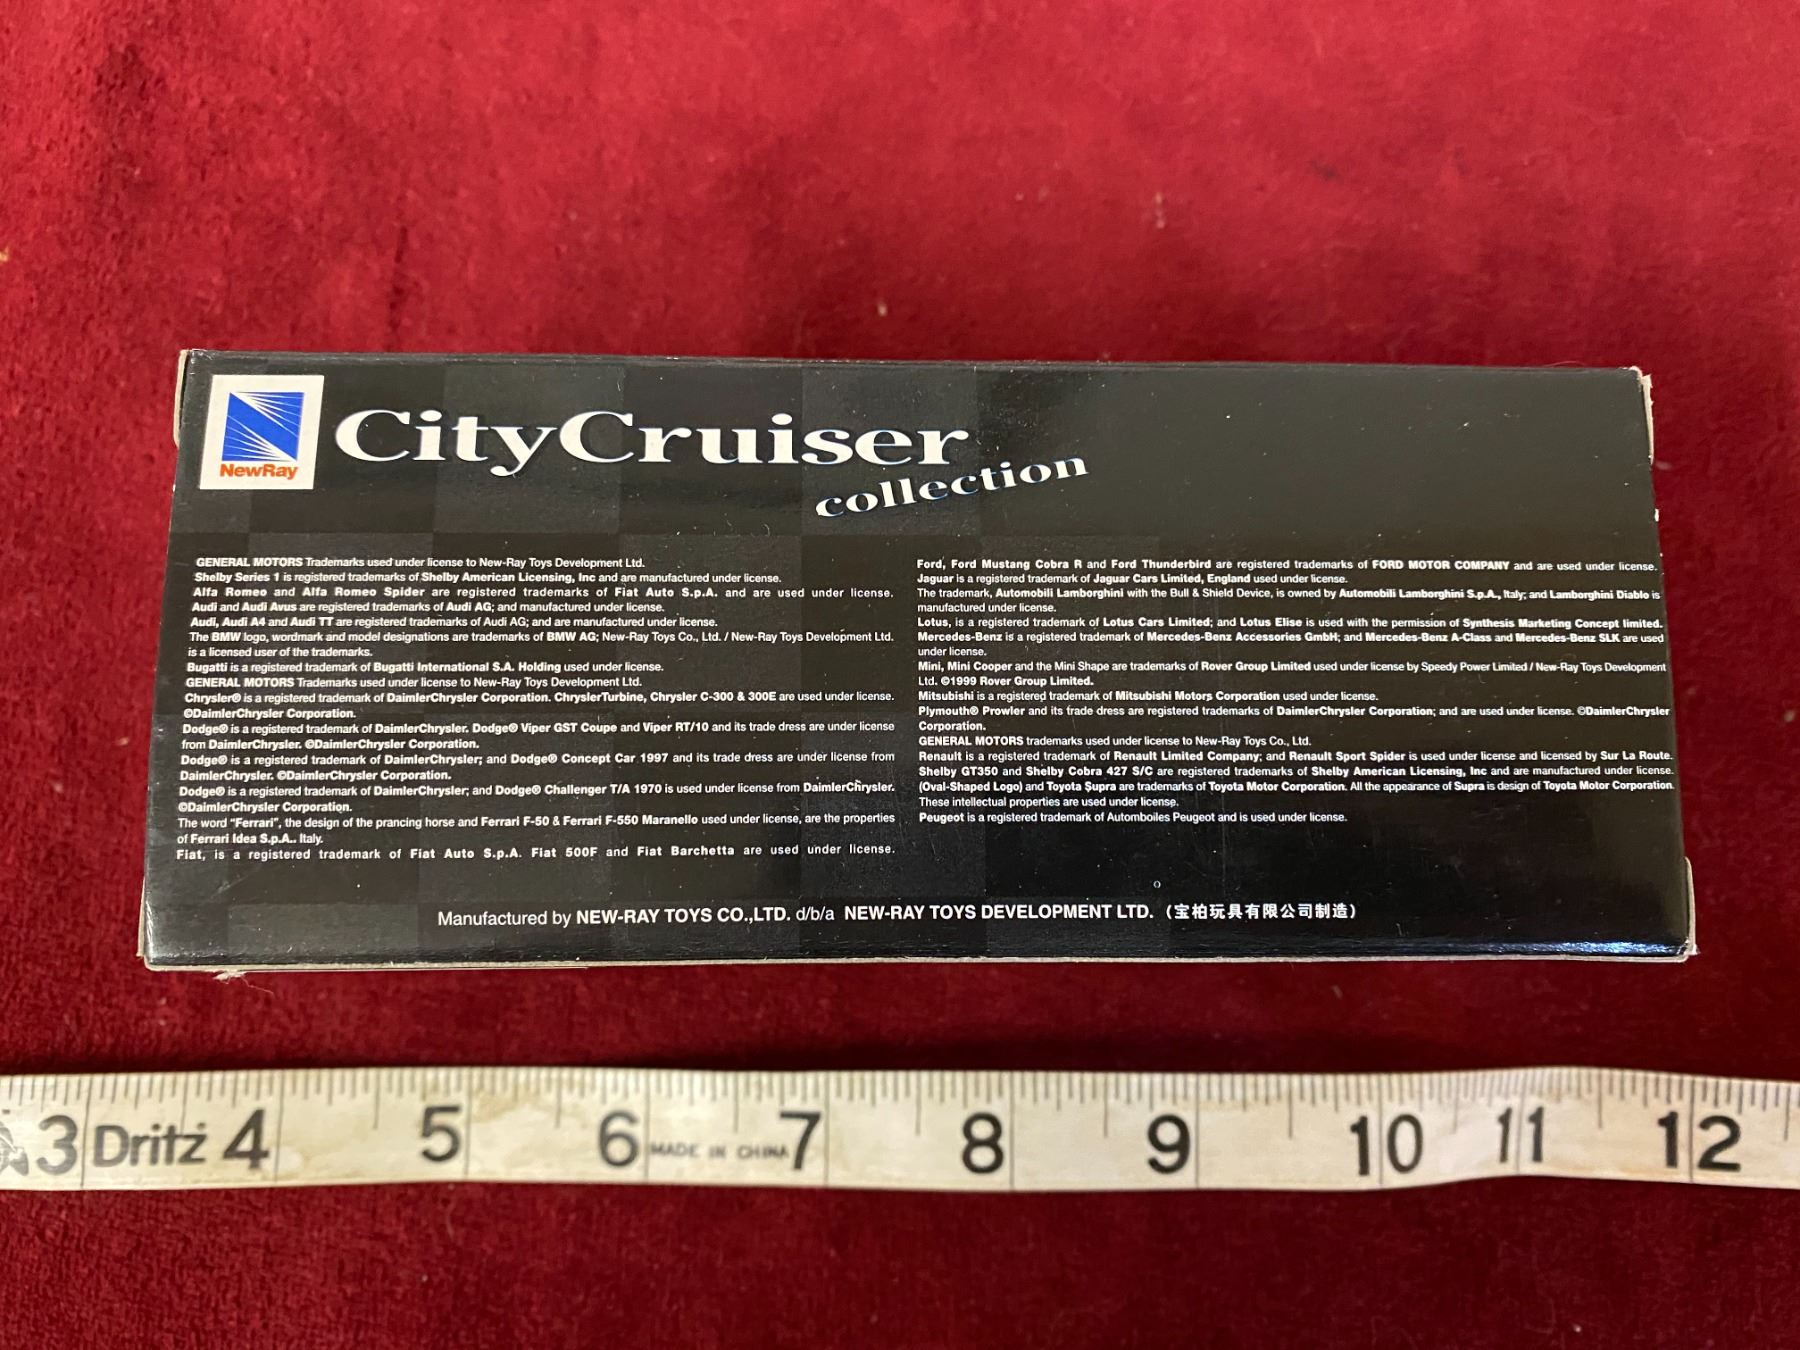 NewRay
CityCruiser
collection
GENERAL MOTORS Trademarks used under license to New-Ray Toys Development Ltd.
Shelby Series 1 is registered trademarks of Shelby American Licensing, Inc and are manufactured under license.
Alfa Romeo and Alfa Romeo Spider are registered trademarks of Fiat Auto S.p.A. and are used under license.
Audi and Audi Avus are registered trademarks of Audi AG; and manufactured under license.
Audi, Audi A4 and Audi TT are registered trademarks of Audi AG; and are manufactured under license.
The BMW logo, wordmark and model designations are trademarks of BMW AG; New-Ray Toys Co., Ltd. / New-Ray Toys Development Ltd.
is a licensed user of the trademarks.
Bugatti is a registered trademark of Bugatti International S.A. Holding used under license.
GENERAL MOTORS Trademarks used under license to New-Ray Toys Development Ltd.
Chrysler® is a registered trademark of DaimlerChrysler Corporation. ChryslerTurbine, Chrysler C-300 & 300E are used under license.
©DaimlerChrysler Corporation.
Dodge® is a registered trademark of DaimlerChrysler. Dodge® Viper GST Coupe and Viper RT/10 and its trade dress are under license
from DaimlerChrysler. ©DaimlerChrysler Corporation.
Dodge® is a registered trademark of DaimlerChrysler; and Dodge® Concept Car 1997 and its trade dress are under license from
DaimlerChrysler. ©DaimlerChrysler Corporation.
Dodge® is a registered trademark of DaimlerChrysler; and Dodge® Challenger T/A 1970 is used under license from DaimlerChrysler.
©DaimlerChrysler Corporation.
The word "Ferrari", the design of the prancing horse and Ferrari F-50 & Ferrari F-550 Maranello used under license, are the properties
of Ferrari Idea S.p.A.. Italy.
Fiat, is a registered trademark of Fiat Auto S.p.A. Fiat 500F and Fiat Barchetta are used under license.
Ford, Ford Mustang Cobra R and Ford Thunderbird are registered trademarks of FORD MOTOR COMPANY and are used under license.
Jaguar is a registered trademark of Jaguar Cars Limited, England used under license.
The trademark, Automobili Lamborghini with the Bull & Shield Device, is owned by Automobili Lamborghini S.p.A., Italy; and Lamborghini Diablo is
manufactured under license.
Lotus, is a registered trademark of Lotus Cars Limited; and Lotus Elise is used with the permission of Synthesis Marketing Concept limited.
Mercedes-Benz is a registered trademark of Mercedes-Benz Accessories GmbH; and Mercedes-Benz A-Class and Mercedes-Benz SLK are used
under license.
Mini, Mini Cooper and the Mini Shape are trademarks of Rover Group Limited used under license by Speedy Power Limited / New-Ray Toys Development
Ltd. ©1999 Rover Group Limited.
Mitsubishi is a registered trademark of Mitsubishi Motors Corporation used under license.
Plymouth® Prowler and its trade dress are registered trademarks of DaimlerChrysler Corporation; and are used under license. ©DaimlerChrysler
Corporation.
GENERAL MOTORS trademarks used under license to New-Ray Toys Co., Ltd.
Renault is a registered trademark of Renault Limited Company; and Renault Sport Spider is used under license and licensed by Sur La Route.
Shelby GT350 and Shelby Cobra 427 S/C are registered trademarks of Shelby American Licensing, Inc and are manufactured under license.
(Oval-Shaped Logo) and Toyota Supra are trademarks of Toyota Motor Corporation. All the appearance of Supra is design of Toyota Motor Corporation.
These intellectual properties are used under license.
Peugeot is a registered trademark of Automboiles Peugeot and is used under license.
Manufactured by NEW-RAY TOYS CO.,LTD. d/b/a NEW-RAY TOYS DEVELOPMENT LTD. (宝柏玩具有限公司制造)
3 Dritz 4 5 6 MADE IN CHINA 7 8 9 10 11 12